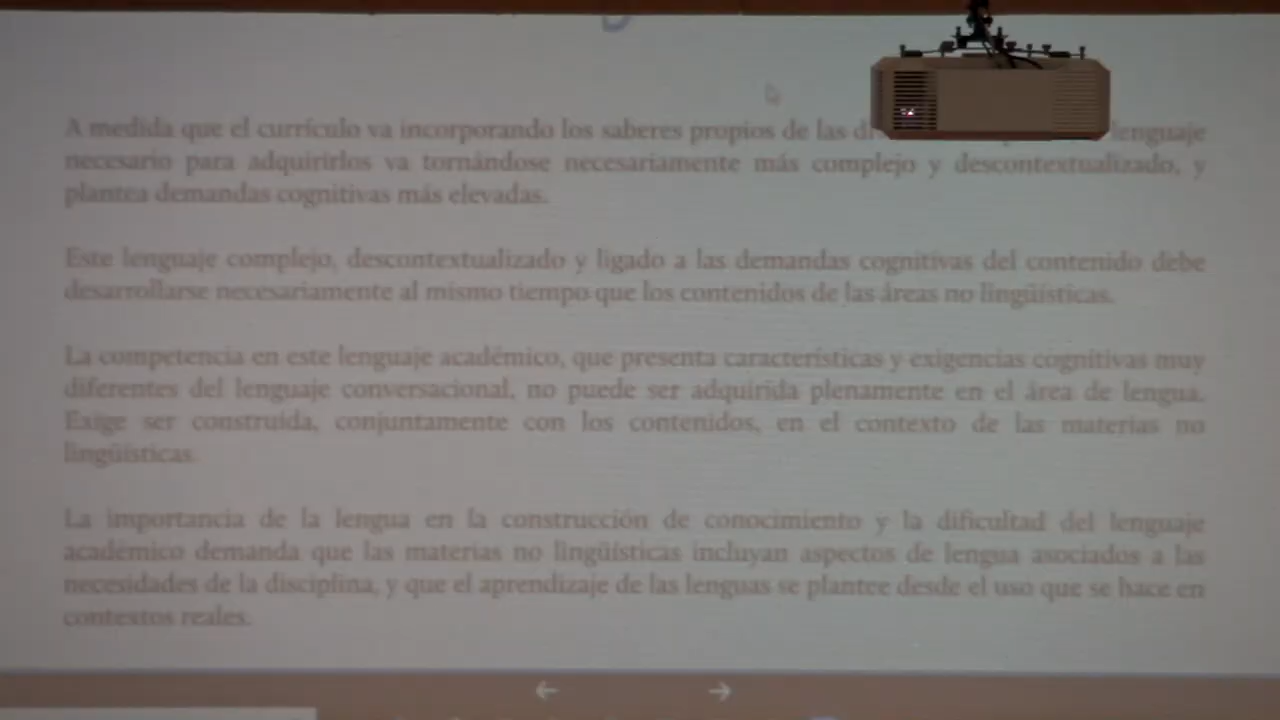 A medida que el currículo va incorporando los saberes propios de las lenguaje
necesario para adquirirlos va tornándose necesariamente más complejo y descontextualizado, y
plantea demandas cognitivas más elevadas.
Este lenguaje complejo, descontextualizado y ligado a las demandas cognitivas del contenido debe
desarrollarse necesariamente al mismo tiempo que los contenidos de las áreas no lingüísticas.
La competencia en este lenguaje académico, que presenta características y exigencias cognitivas muy
diferentes del lenguaje conversacional, no puede ser adquirida plenamente en el área de lengua.
Exige ser construida, conjuntamente con los contenidos, en el contexto de las materias no
lingüísticas.
La importancia de la lengua en la construcción de conocimiento y la dificultad del lenguaje
académico demanda que las materias no lingüísticas incluyan aspectos de lengua asociados a las
necesidades de la disciplina, y que el aprendizaje de las lenguas se plantee desde el uso que se hace en
contextos reales.